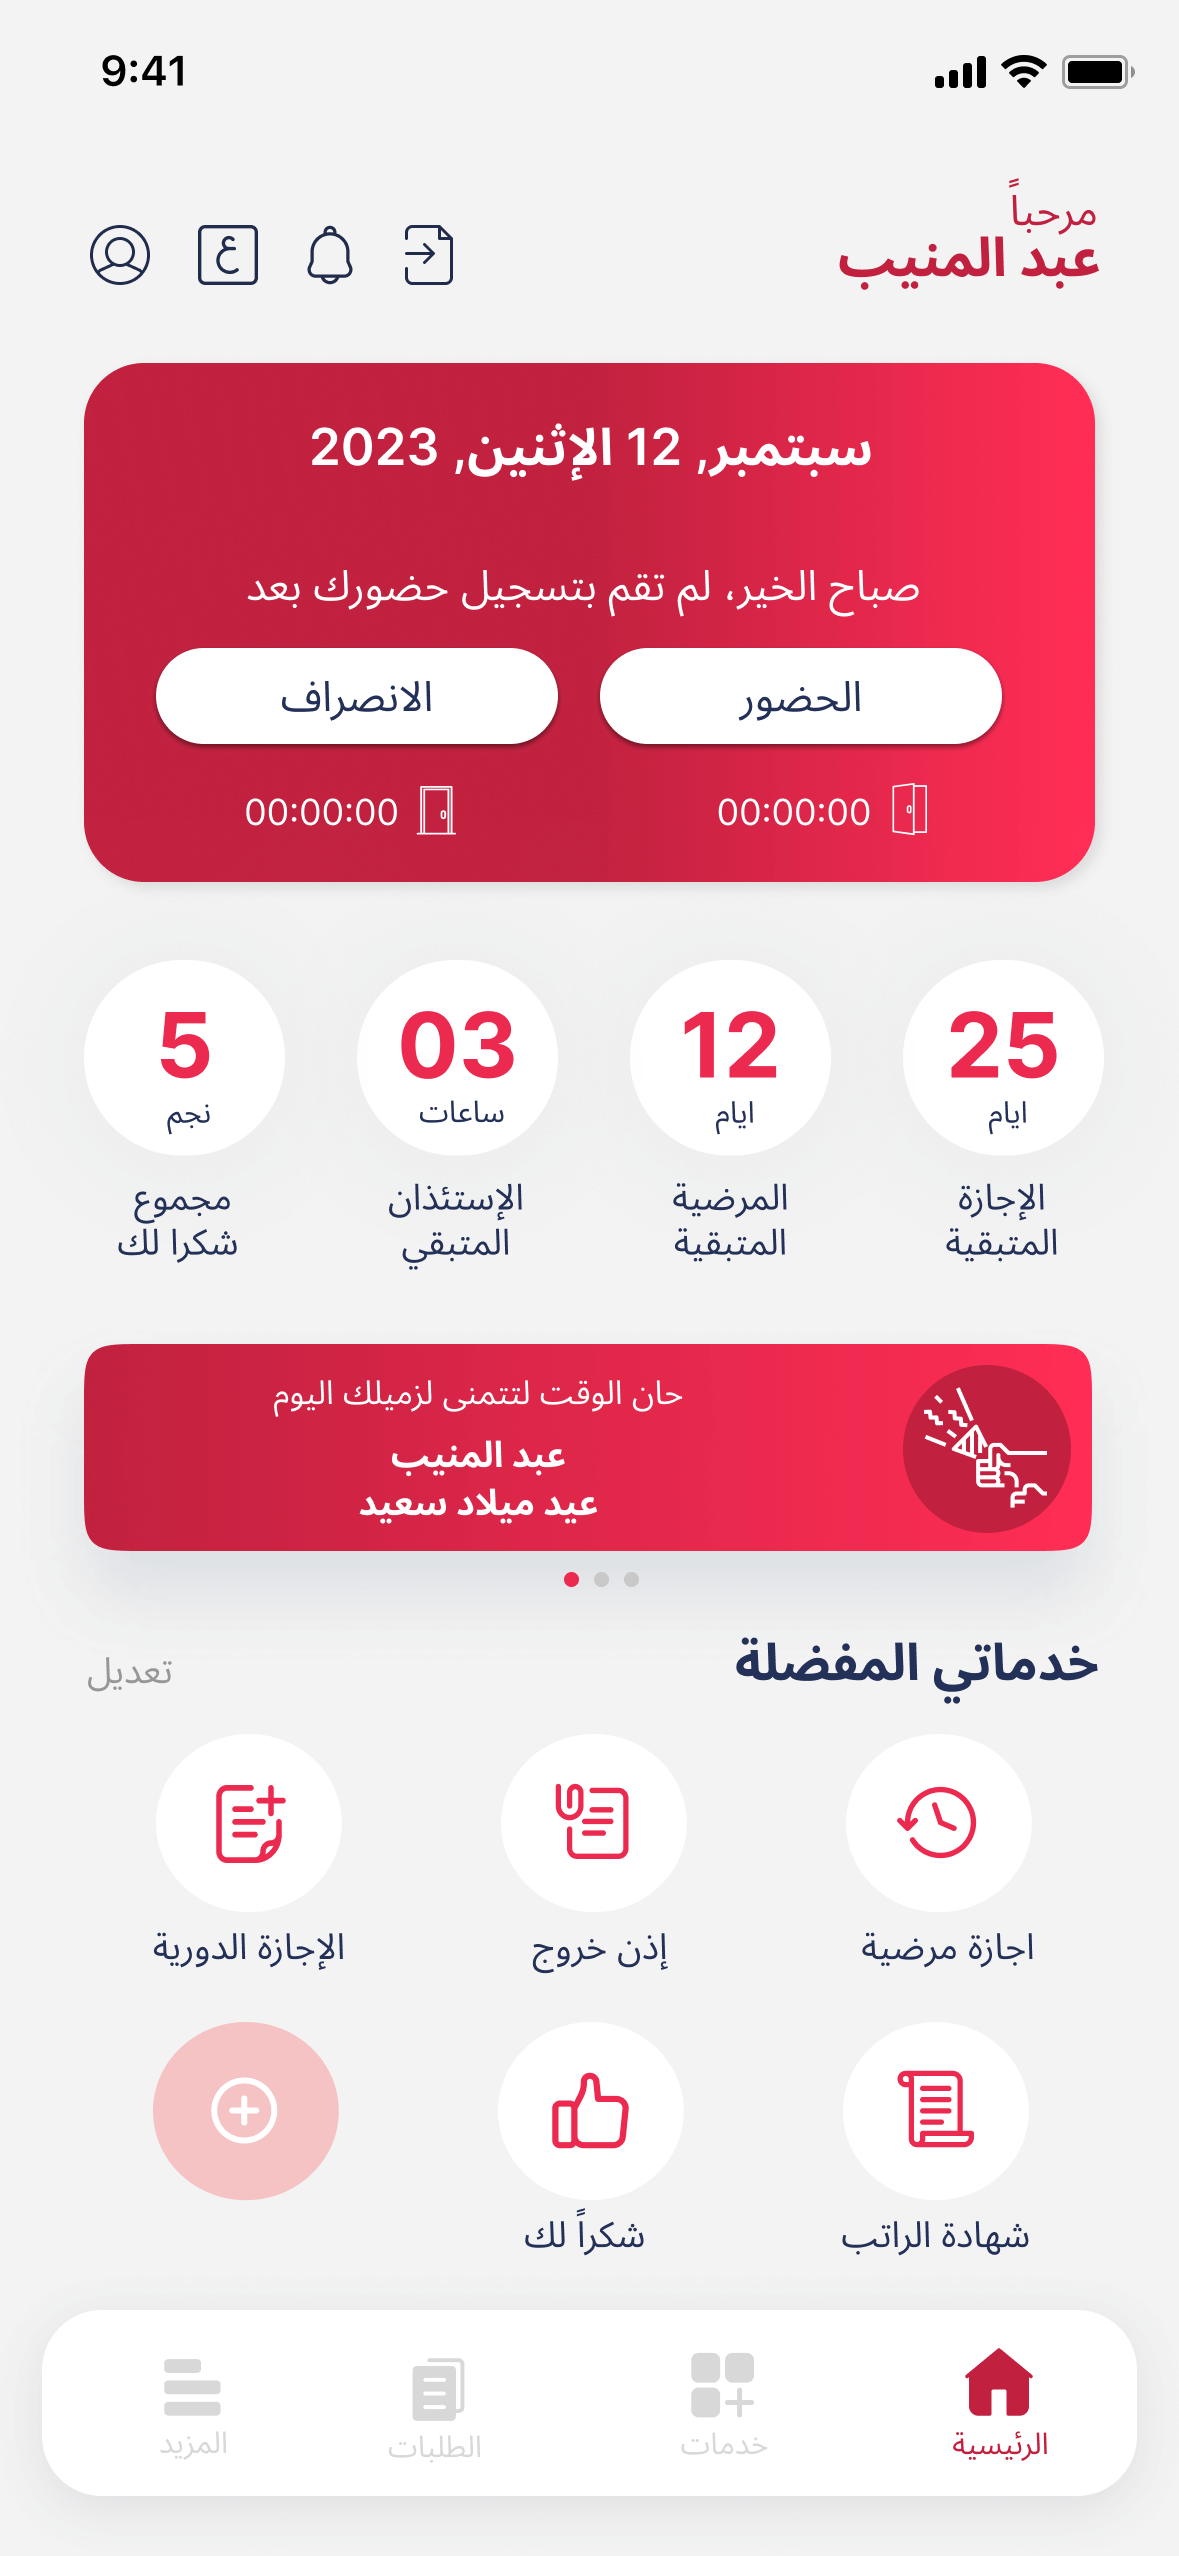 9:41
مرحباً
عبد المنيب
ع
سبتمبر, 12 الإثنين, 2023
صباح الخير، لم تقم بتسجيل حضورك بعد
الحضور
الانصراف
00:00:00
00:00:00
25
ايام
الإجازة
المتبقية
12
ايام
المرضية
المتبقية
03
ساعات
الإستئذان
المتبقي
5
نجم
مجموع
شكرا لك
حان الوقت لتتمنى لزميلك اليوم
عبد المنيب
عيد ميلاد سعيد
خدماتي المفضلة
تعديل
اجازة مرضية
إذن خروج
الإجازة الدورية
شهادة الراتب
شكراً لك
الرئيسية
خدمات
الطلبات
المزيد